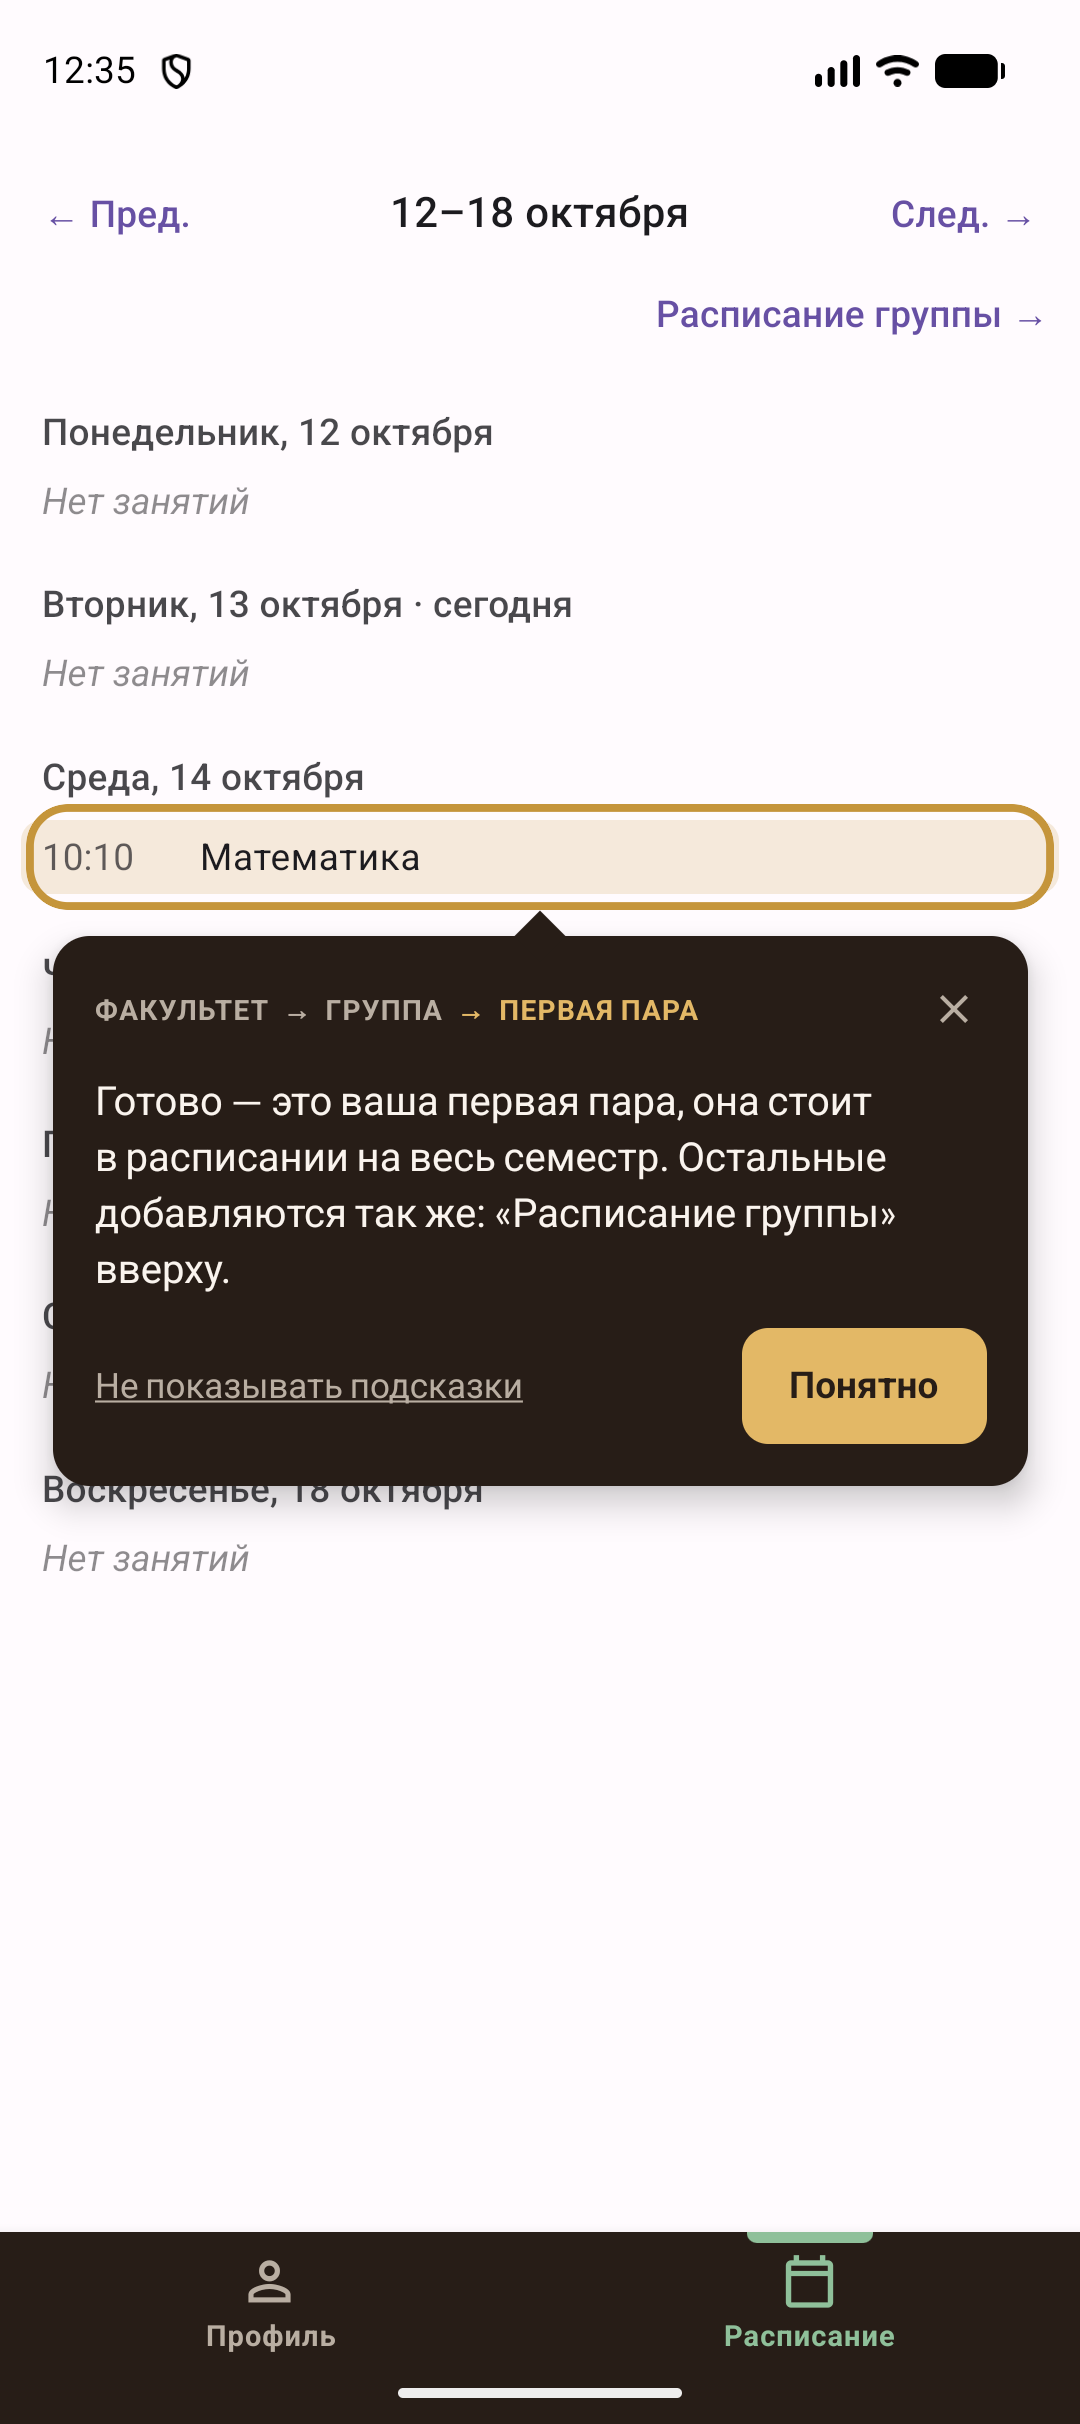 12:35
← Пред.
12–18 октября
След. →
Расписание группы →
Понедельник, 12 октября
Нет занятий
Вторник, 13 октября · сегодня
Нет занятий
Среда, 14 октября
10:10 Математика
ФАКУЛЬТЕТ → ГРУППА → ПЕРВАЯ ПАРА
Готово — это ваша первая пара, она стоит
в расписании на весь семестр. Остальные
добавляются так же: «Расписание группы»
вверху.
Не показывать подсказки
Понятно
Воскресенье, 18 октября
Нет занятий
Профиль
Расписание